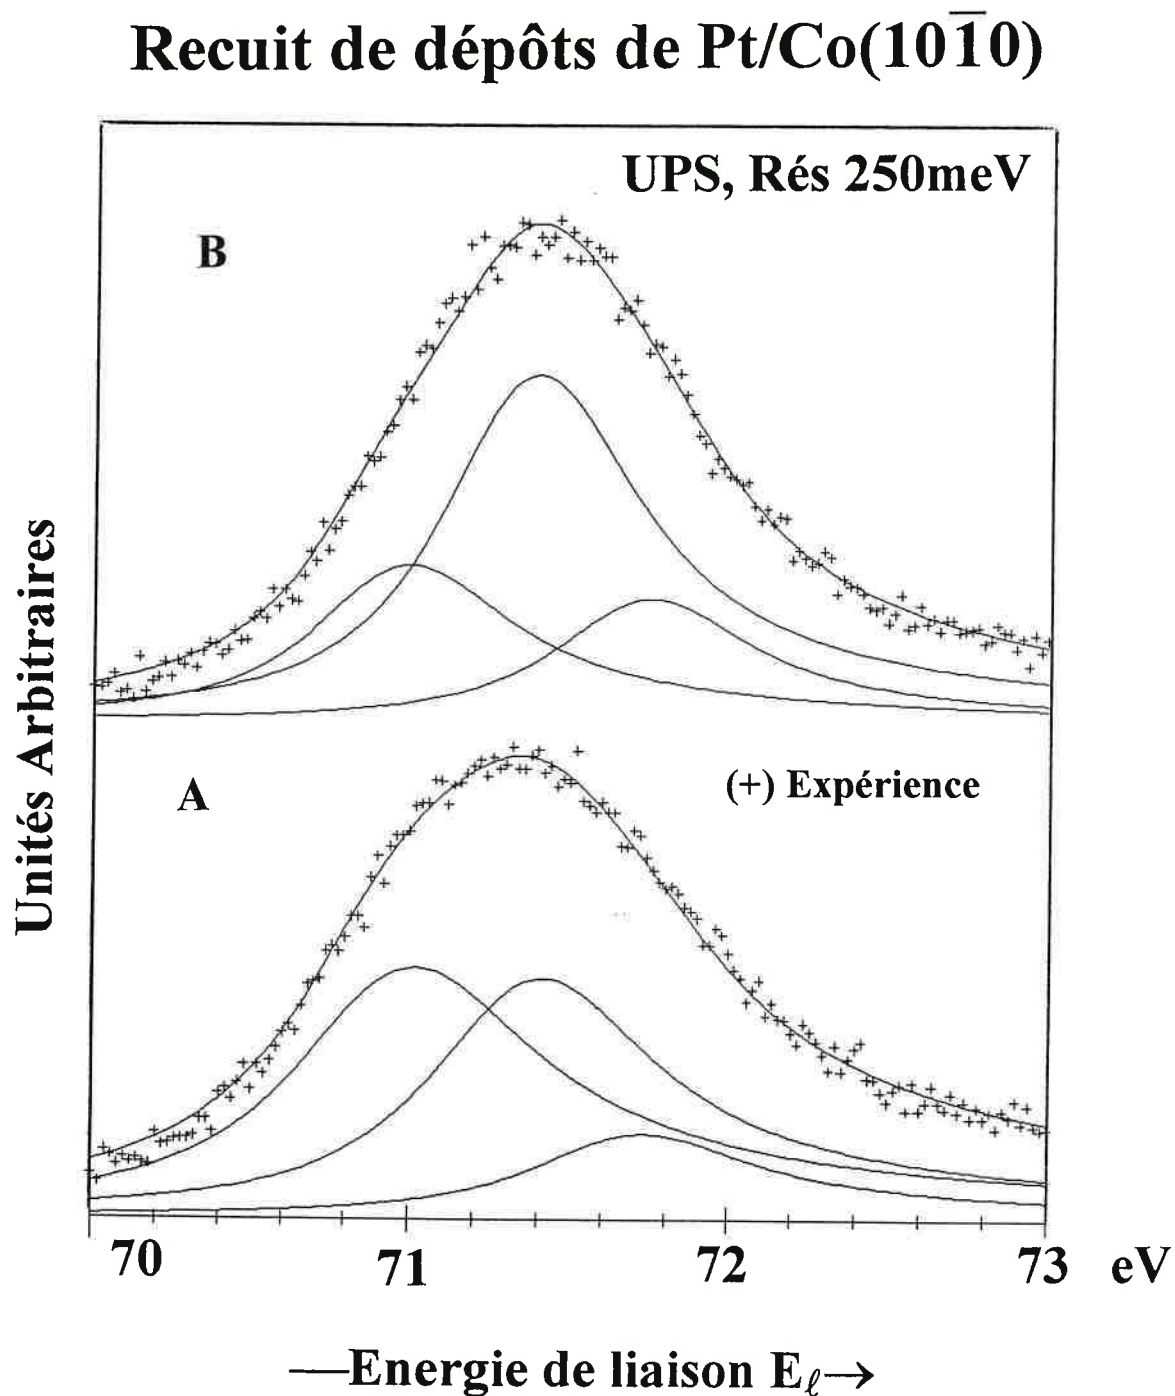 Recuit de dépôts de Pt/Co(101̅0)
UPS, Rés 250meV
B
A
(+) Expérience
Unités Arbitraires
70 71 72 73 eV
—Energie de liaison Eℓ→